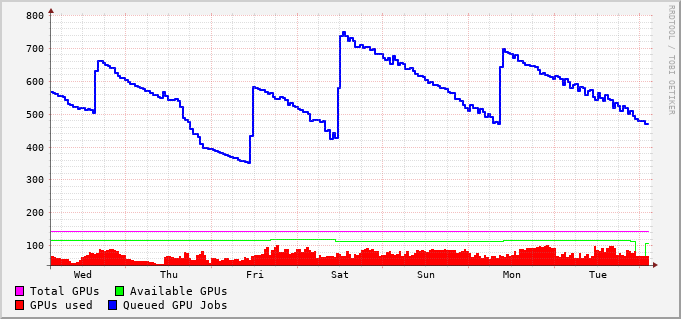 800
700
600
500
400
300
200
100
Wed Thu Fri Sat Sun Mon Tue
Total GPUs Available GPUs
GPUs used Queued GPU Jobs
RRDTOOL / TOBI OETIKER